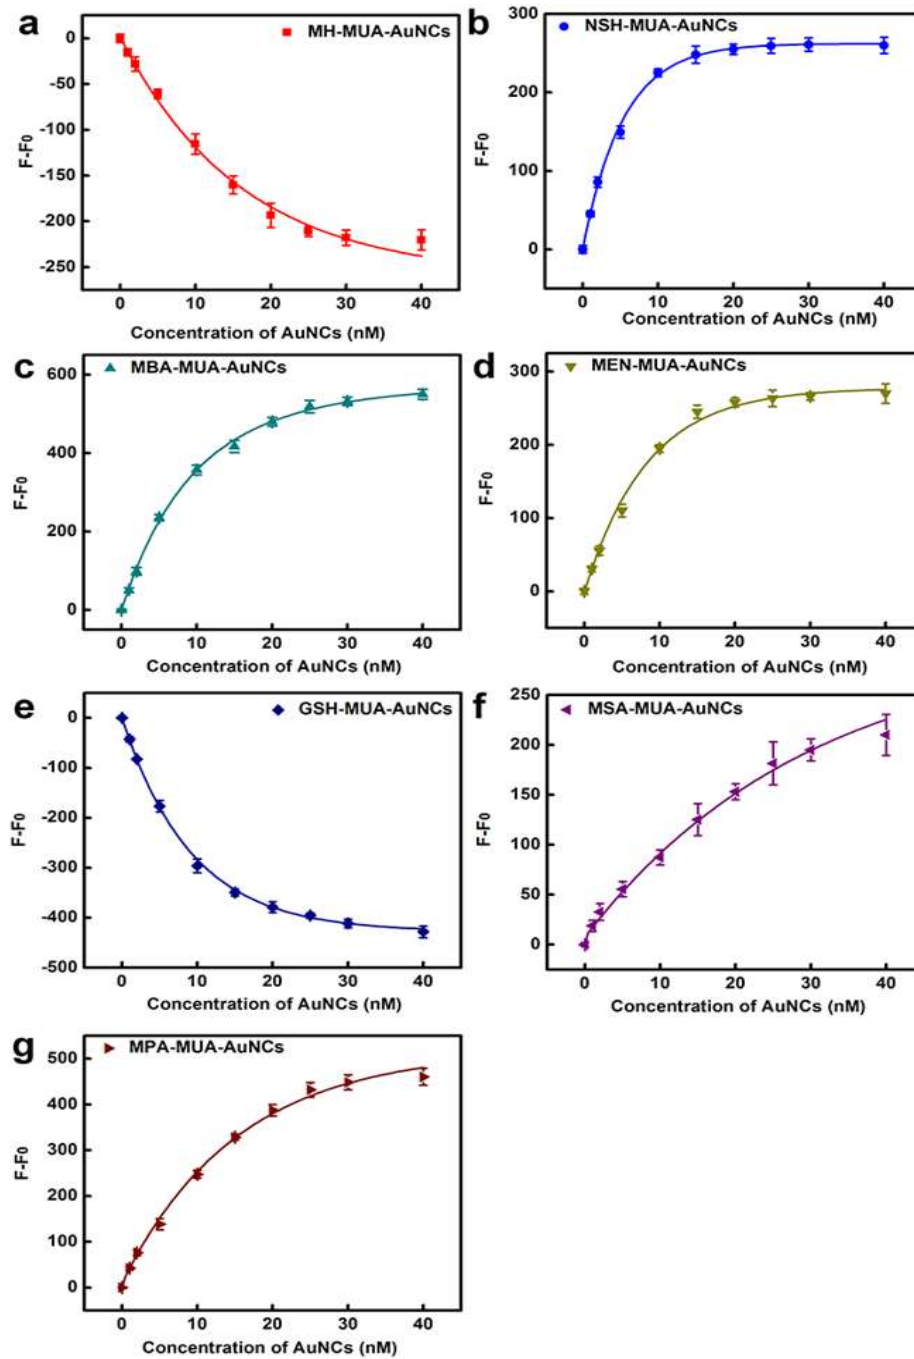 a
MH-MUA-AuNCs
0
-50
-100
-150
-200
-250
F-F0
0 10 20 30 40
Concentration of AuNCs (nM)
b
NSH-MUA-AuNCs
300
200
100
0
F-F0
0 10 20 30 40
Concentration of AuNCs (nM)
c
MBA-MUA-AuNCs
600
400
200
0
F-F0
0 10 20 30 40
Concentration of AuNCs (nM)
d
MEN-MUA-AuNCs
300
200
100
0
F-F0
0 10 20 30 40
Concentration of AuNCs (nM)
e
GSH-MUA-AuNCs
0
-100
-200
-300
-400
-500
F-F0
0 10 20 30 40
Concentration of AuNCs (nM)
f
MSA-MUA-AuNCs
250
200
150
100
50
0
F-F0
0 10 20 30 40
Concentration of AuNCs (nM)
g
MPA-MUA-AuNCs
500
400
300
200
100
0
F-F0
0 10 20 30 40
Concentration of AuNCs (nM)